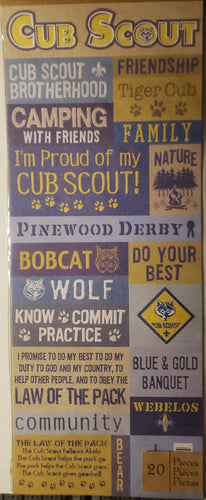 CUB SCOUT
CUB SCOUT
BROTHERHOOD
FRIENDSHIP
Tiger Cub
CAMPING
WITH FRIENDS
FAMILY
I'm Proud of my
CUB SCOUT!
NATURE
PINEWOOD DERBY
BOBCAT
DO YOUR
BEST
WOLF
KNOW COMMIT
PRACTICE
CUB SCOUTS
I PROMISE TO DO MY BEST TO DO MY
DUTY TO GOD AND MY COUNTRY, TO
HELP OTHER PEOPLE, AND TO OBEY THE
LAW OF THE PACK
BLUE & GOLD
BANQUET
community
WEBELOS
THE LAW OF THE PACK
The Cub Scout follows Akela.
The Cub Scout helps the pack go.
The pack helps the Cub Scout grow.
The Cub Scout gives goodwill.
BEAR
20 Pieces
Pièces
Piezas